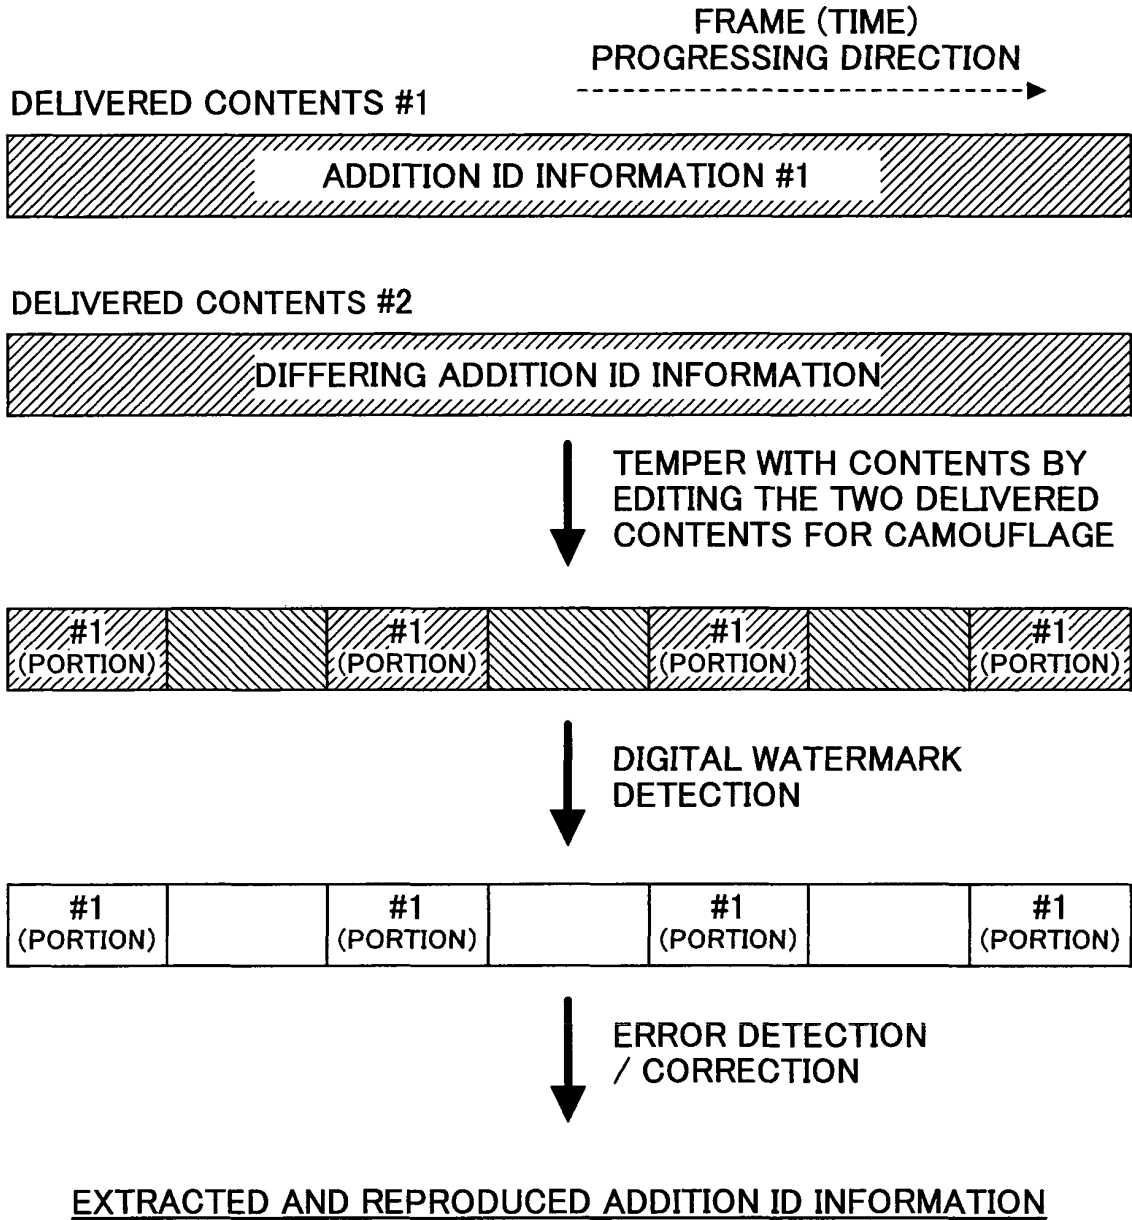 FRAME (TIME)
PROGRESSING DIRECTION
DELIVERED CONTENTS #1
ADDITION ID INFORMATION #1
DELIVERED CONTENTS #2
DIFFERING ADDITION ID INFORMATION
TEMPER WITH CONTENTS BY
EDITING THE TWO DELIVERED
CONTENTS FOR CAMOUFLAGE
#1 #1 #1 #1
(PORTION) (PORTION) (PORTION) (PORTION)
DIGITAL WATERMARK
DETECTION
#1 #1 #1 #1
(PORTION) (PORTION) (PORTION) (PORTION)
ERROR DETECTION
/ CORRECTION
EXTRACTED AND REPRODUCED ADDITION ID INFORMATION